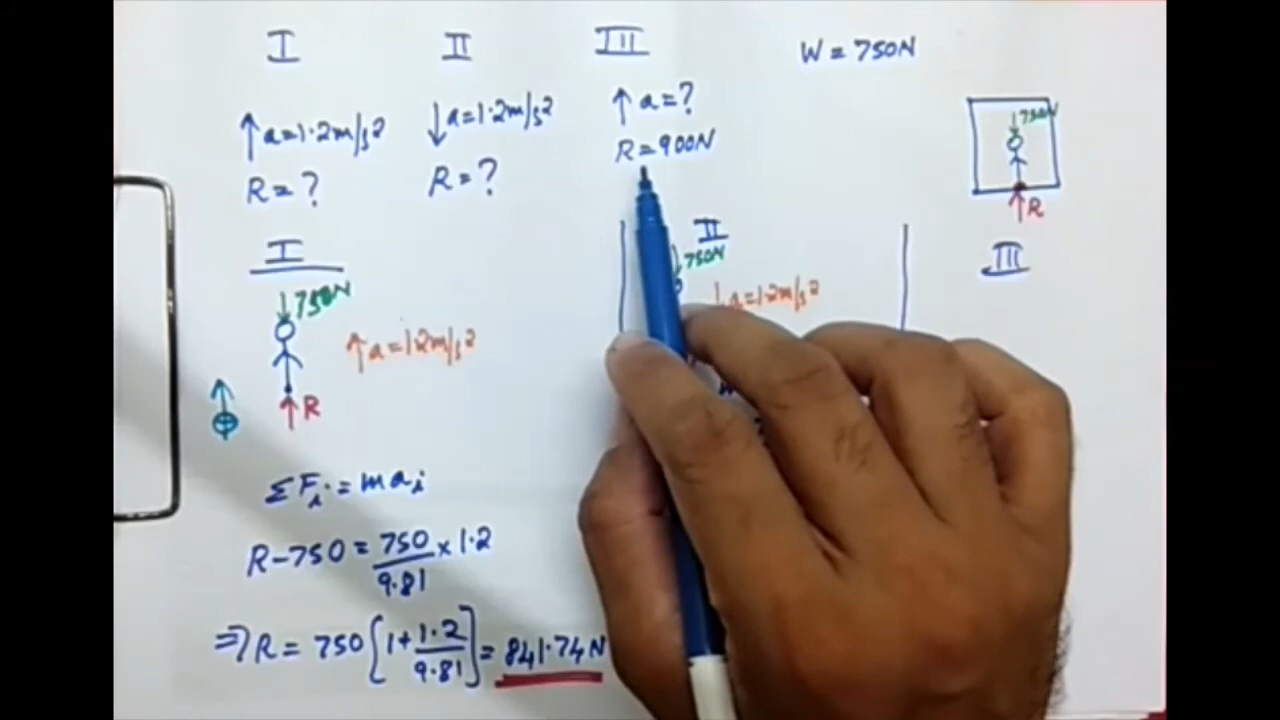 I
II
III
W = 750N
↑ a=1.2m/s2
↓ a=1.2m/s2
↑ a=?
R = ?
R = ?
R=900N
750N
R
I
750N
↑ a=1.2m/s2
R
II
750N
↓ a=1.2m/s2
III
ΣFi = mai
R-750 = 750/9.81 × 1.2
⇒ R = 750 [1+ 1.2/9.81] = 841.74N